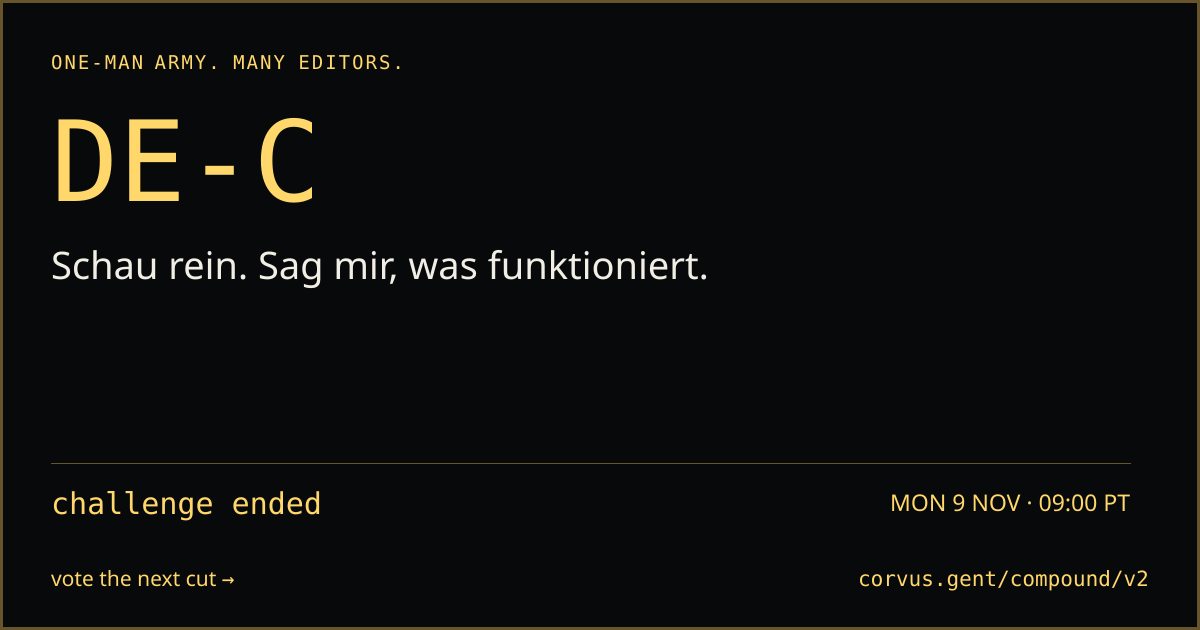 ONE-MAN ARMY. MANY EDITORS.
DE-C
Schau rein. Sag mir, was funktioniert.
challenge ended
MON 9 NOV · 09:00 PT
vote the next cut →
corvus.gent/compound/v2